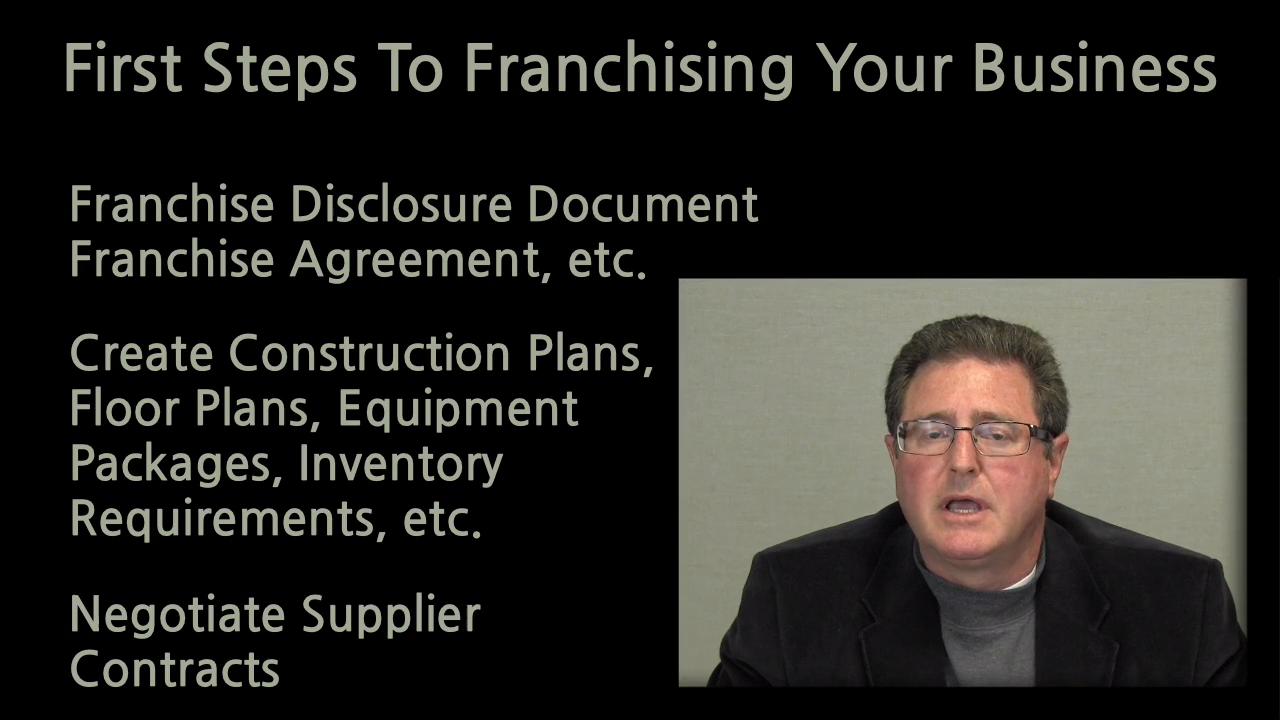 First Steps To Franchising Your Business
Franchise Disclosure Document
Franchise Agreement, etc.
Create Construction Plans,
Floor Plans, Equipment
Packages, Inventory
Requirements, etc.
Negotiate Supplier
Contracts